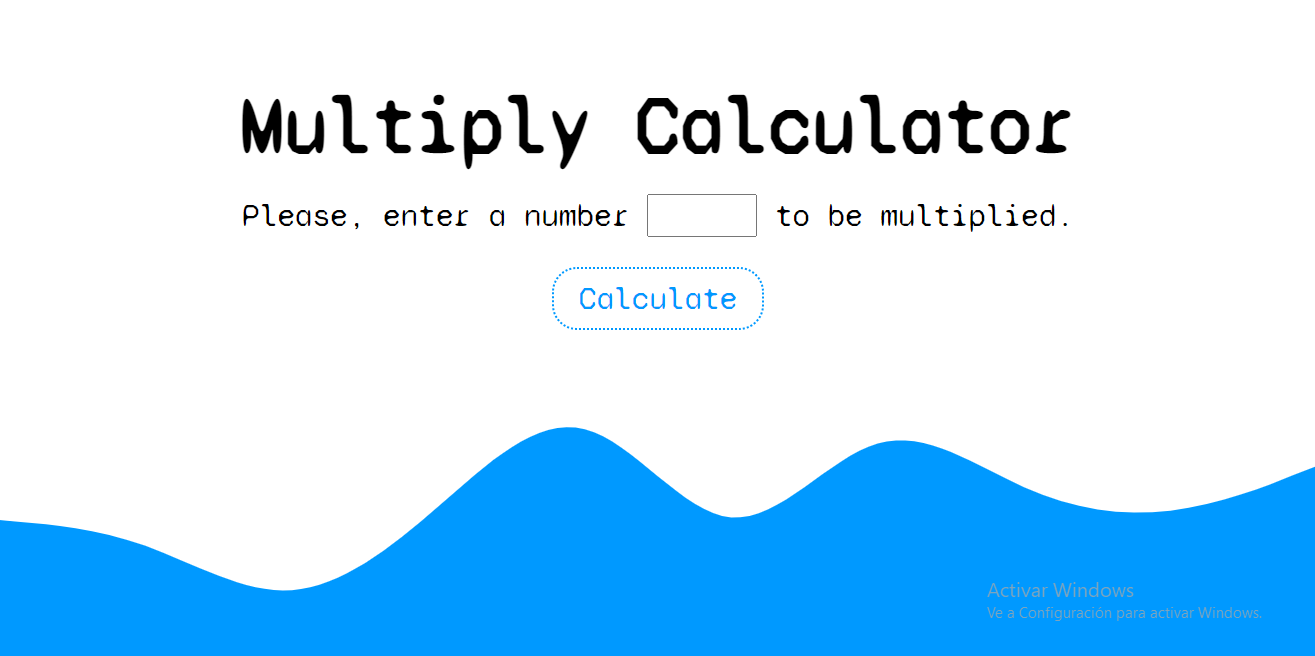 Multiply Calculator
Please, enter a number to be multiplied.
Calculate
Activar Windows
Ve a Configuración para activar Windows.